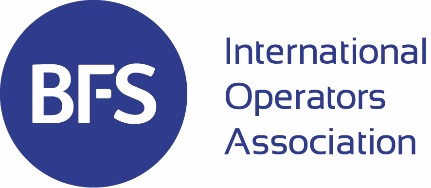 BFS
International
Operators
Association